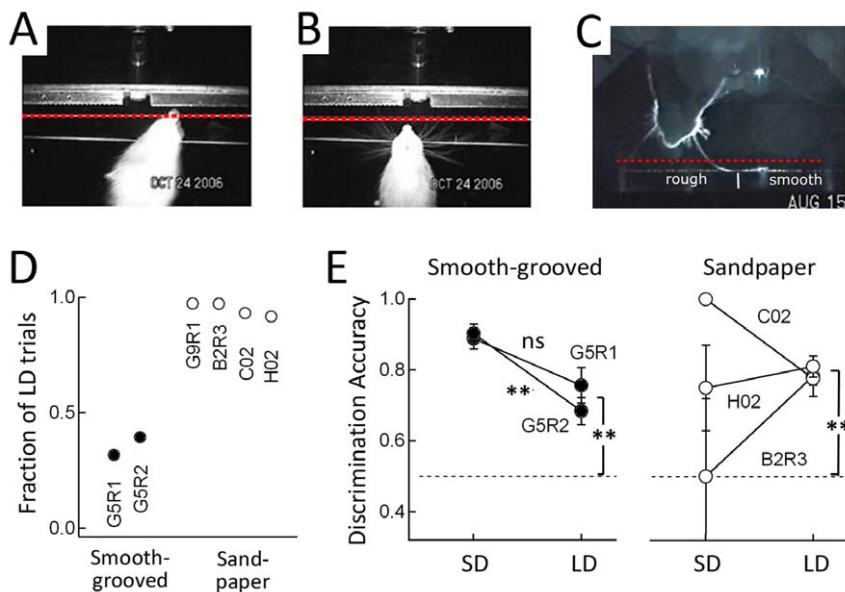 A
B
C
OCT 24 2006
OCT 24 2006
rough
smooth
AUG 15
D
Fraction of LD trials
1.0
0.5
0.0
G5R1
G5R2
G9R1
B2R3
C02
H02
Smooth-
grooved
Sand-
paper
E
Discrimination Accuracy
Smooth-grooved
1.0
0.8
0.6
0.4
ns
**
G5R1
G5R2
**
SD
LD
Sandpaper
C02
H02
B2R3
**
SD
LD